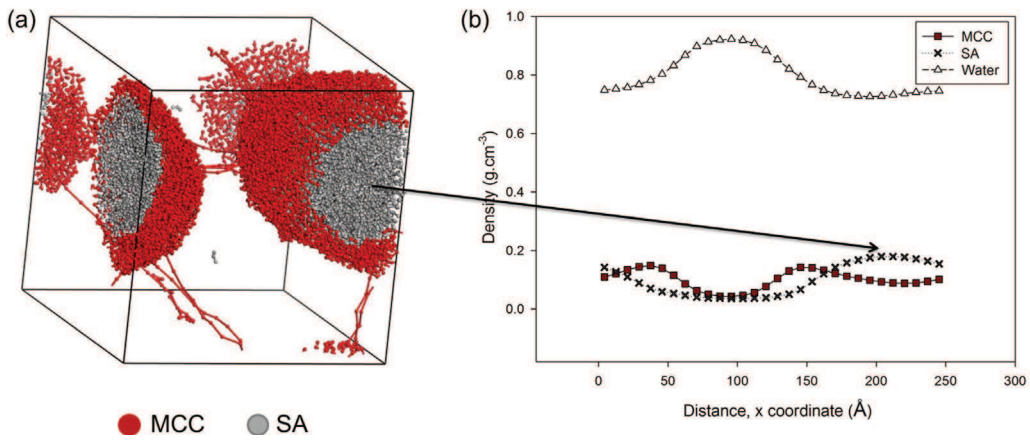 (a)
MCC
SA
(b)
1.0
0.8
0.6
0.4
0.2
0.0
Density (g.cm⁻³)
MCC
SA
Water
0
50
100
150
200
250
300
Distance, x coordinate (Å)